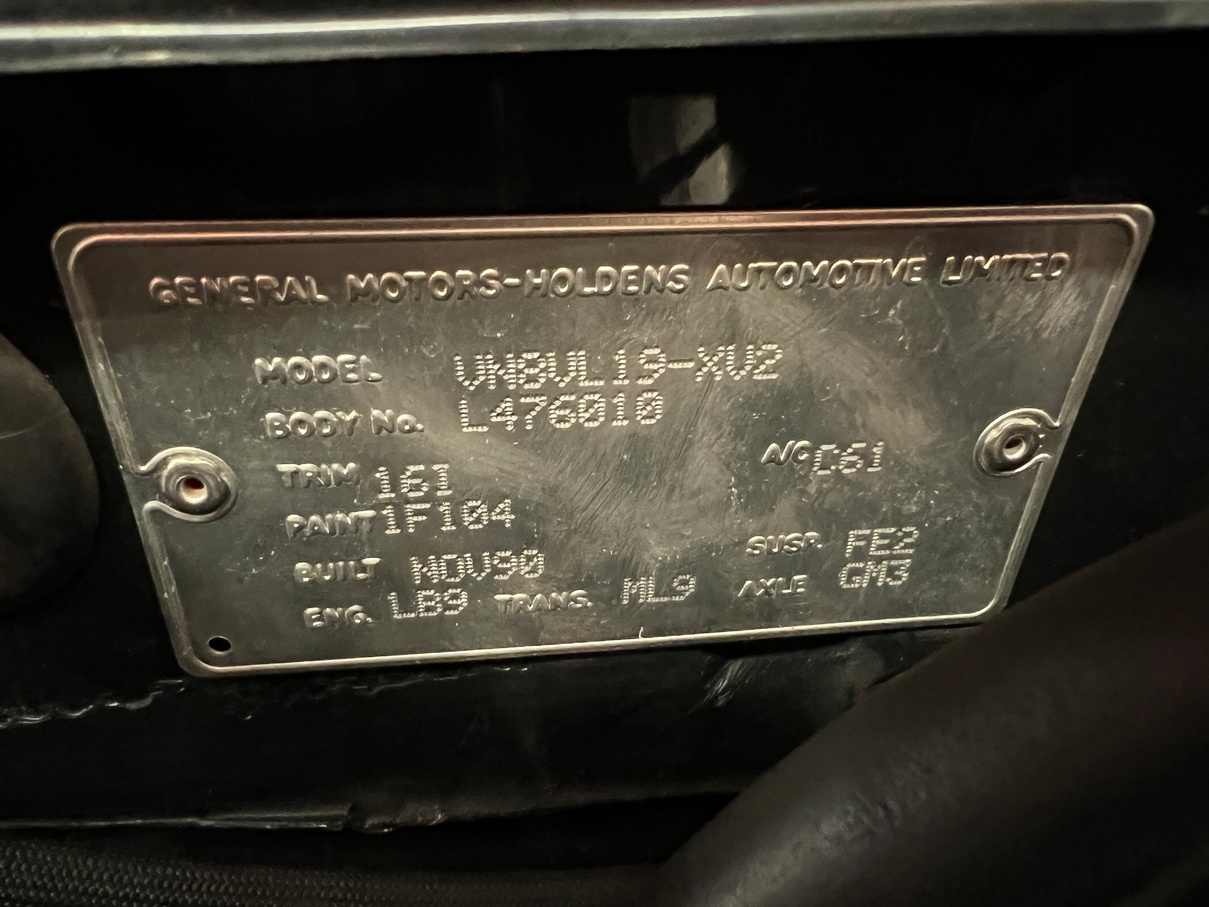 GENERAL MOTORS-HOLDENS AUTOMOTIVE LIMITED
MODEL VN8VL19-XV2
BODY No. L476010
TRIM 16I A/C C61
PAINT 1F104
BUILT NOV90 SUSP. FE2
ENG. LB9 TRANS. ML9 AXLE GM3